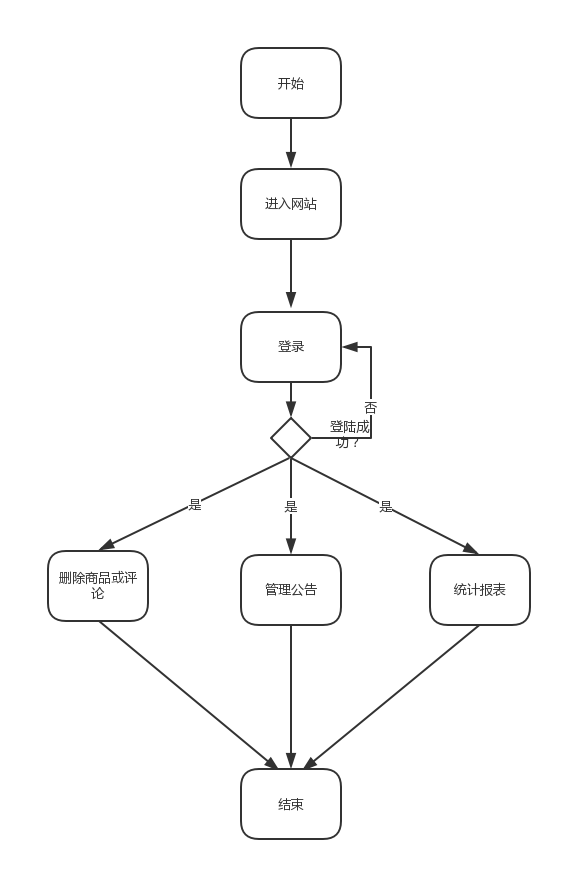 开始
进入网站
登录
否
登陆成
功？
是
是
是
删除商品或评
论
管理公告
统计报表
结束